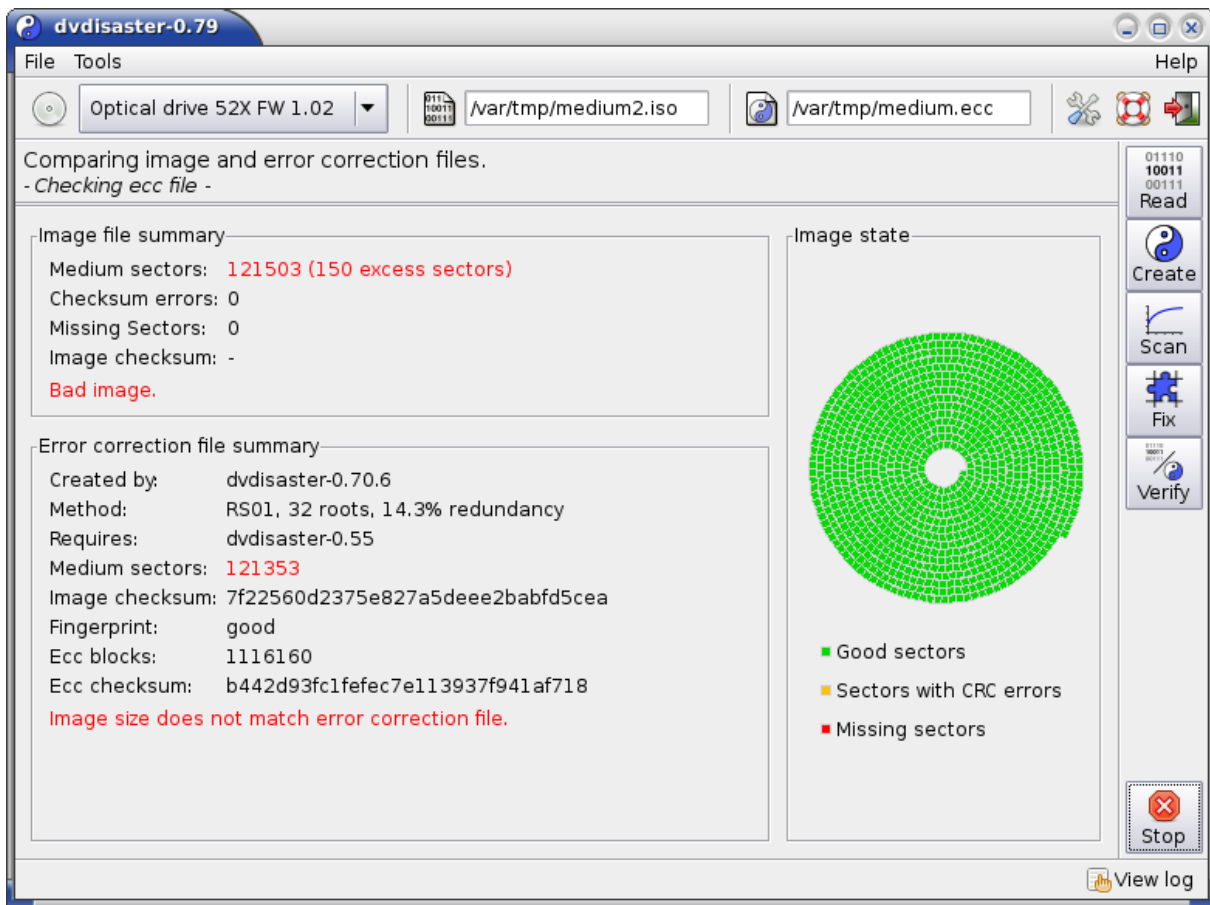 dvdisaster-0.79
File Tools Help
Optical drive 52X FW 1.02 /var/tmp/medium2.iso /var/tmp/medium.ecc
Comparing image and error correction files.
- Checking ecc file -
Image file summary
Medium sectors: 121503 (150 excess sectors)
Checksum errors: 0
Missing Sectors: 0
Image checksum: -
Bad image.
Error correction file summary
Created by: dvdisaster-0.70.6
Method: RS01, 32 roots, 14.3% redundancy
Requires: dvdisaster-0.55
Medium sectors: 121353
Image checksum: 7f22560d2375e827a5deee2babfd5cea
Fingerprint: good
Ecc blocks: 1116160
Ecc checksum: b442d93fc1fefec7e113937f941af718
Image size does not match error correction file.
Image state
Good sectors
Sectors with CRC errors
Missing sectors
01110
10011
00111
Read
Create
Scan
Fix
Verify
Stop
View log